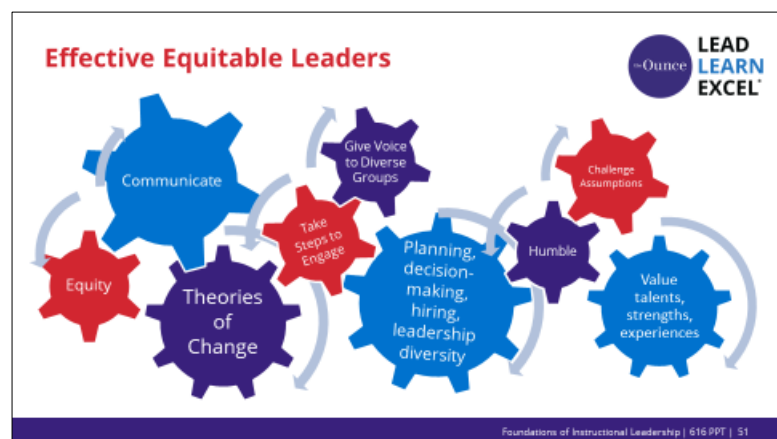 Effective Equitable Leaders
the Ounce
LEAD
LEARN
EXCEL
Communicate
Equity
Theories
of
Change
Give Voice
to Diverse
Groups
Take
Steps to
Engage
Planning,
decision-
making,
hiring,
leadership
diversity
Humble
Challenge
Assumptions
Value
talents,
strengths,
experiences
Foundations of Instructional Leadership | 616 PPT | 51